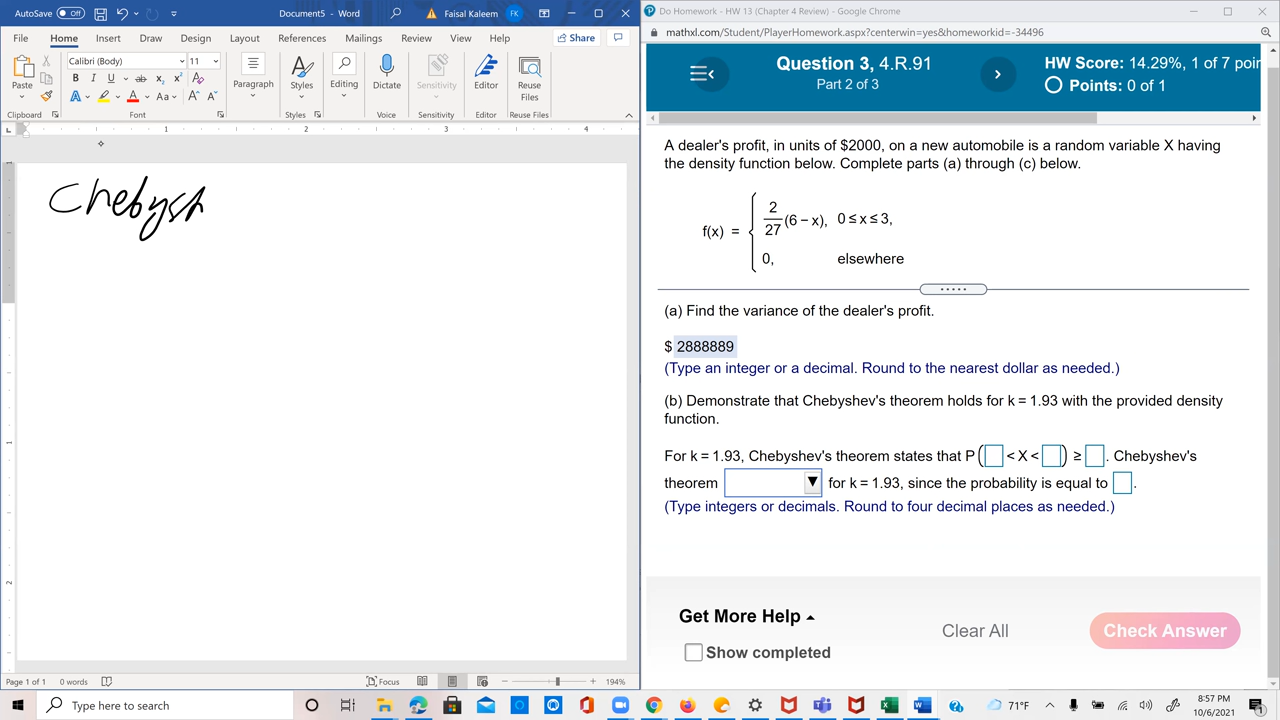 AutoSave Off
Documents - Word
Faisal Kaleem FK
File Home Insert Draw Design Layout References Mailings Review View Help Share
Calibri (Body) 11
Paste
Paragraph
Styles
Editing
Dictate
Sensitivity
Editor
Reuse Files
Clipboard Font Styles Voice Sensitivity Editor Reuse Files
1 2 3 4
Chebysh
1
2
Page 1 of 1 0 words Focus 194%
Do Homework - HW 13 (Chapter 4 Review) - Google Chrome
mathxl.com/Student/PlayerHomework.aspx?centerwin=yes&homeworkid=-34496
Question 3, 4.R.91
Part 2 of 3
HW Score: 14.29%, 1 of 7 poin
Points: 0 of 1
A dealer's profit, in units of $2000, on a new automobile is a random variable X having
the density function below. Complete parts (a) through (c) below.
f(x) = { 2/27 (6 − x), 0 ≤ x ≤ 3,
0, elsewhere
(a) Find the variance of the dealer's profit.
$ 2888889
(Type an integer or a decimal. Round to the nearest dollar as needed.)
(b) Demonstrate that Chebyshev's theorem holds for k = 1.93 with the provided density
function.
For k = 1.93, Chebyshev's theorem states that P( < X < ) ≥ . Chebyshev's
theorem ▼ for k = 1.93, since the probability is equal to .
(Type integers or decimals. Round to four decimal places as needed.)
Get More Help
Show completed
Clear All
Check Answer
Type here to search
71°F
8:57 PM
10/6/2021